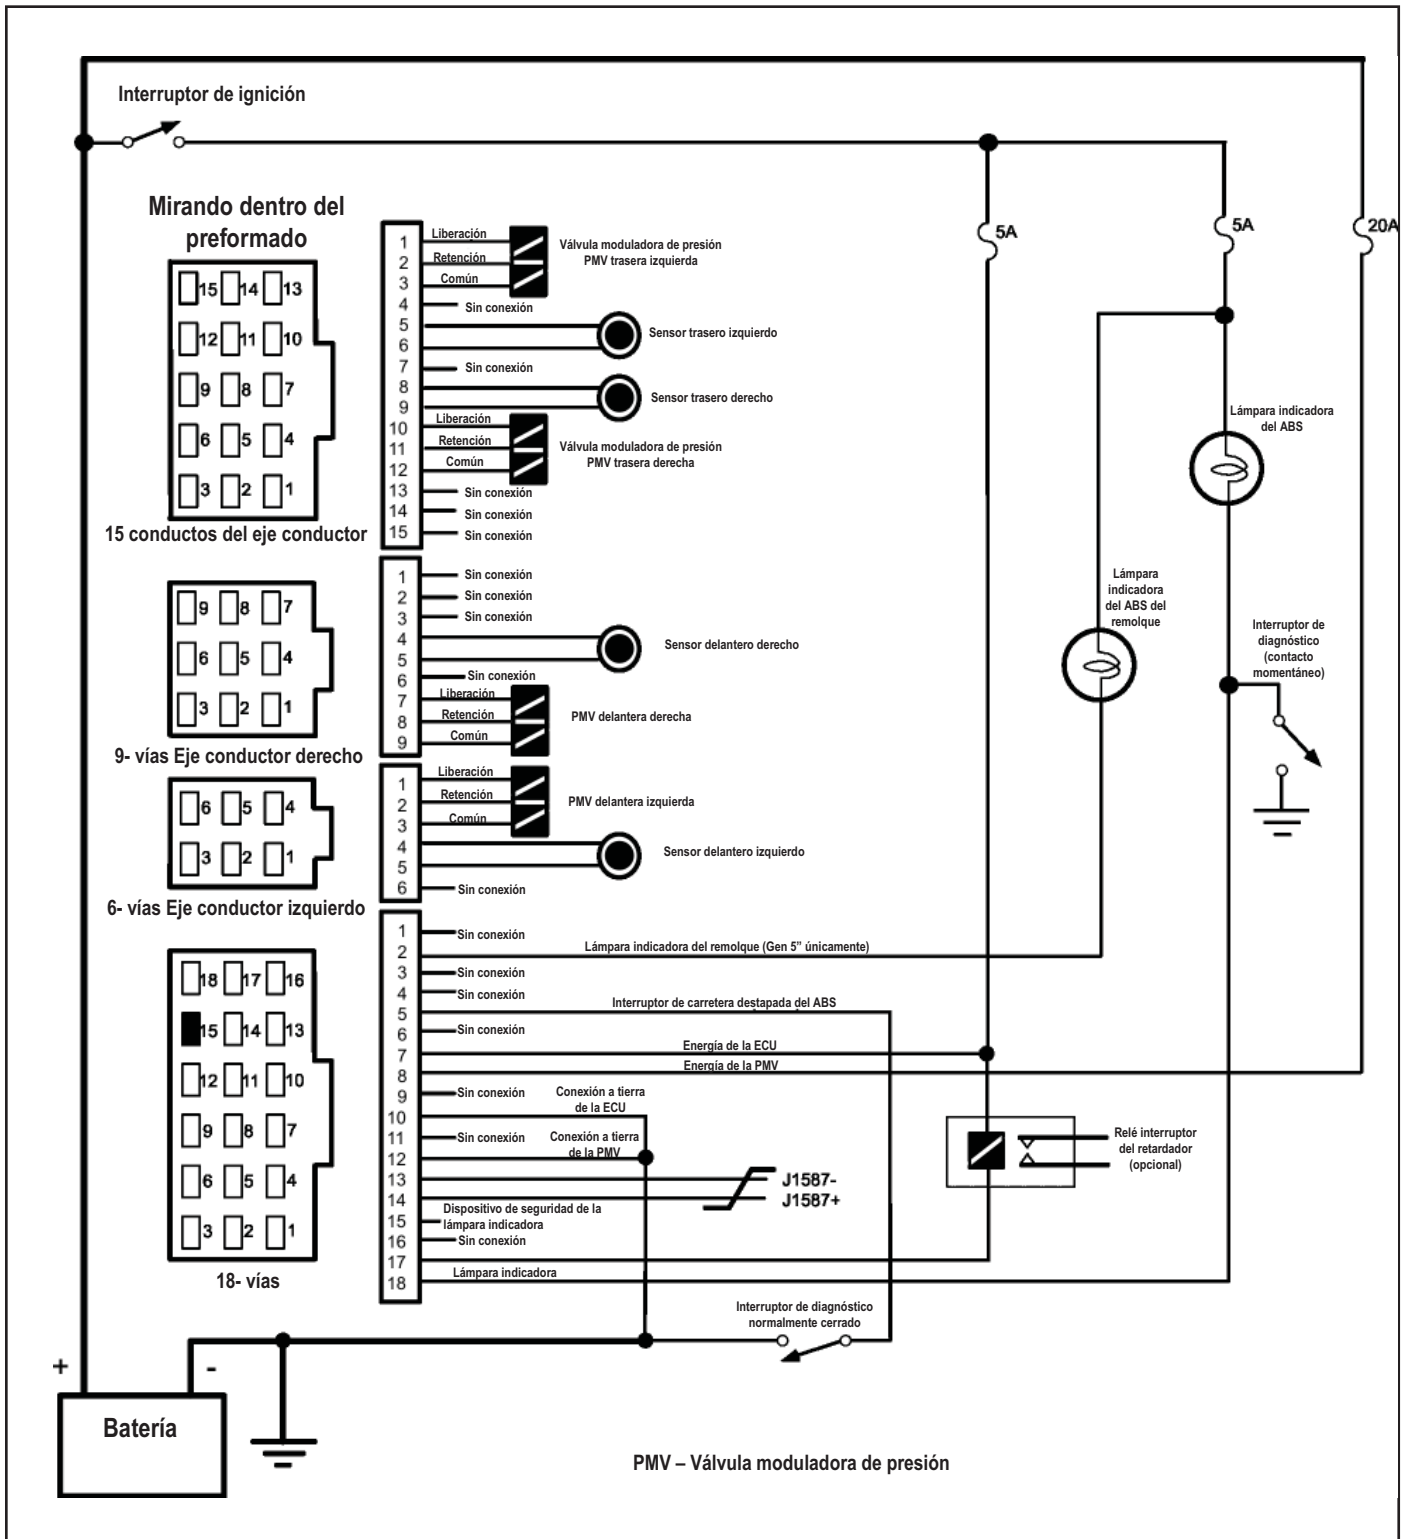 Interruptor de ignición
Mirando dentro del
preformado
15 14 13
12 11 10
9 8 7
6 5 4
3 2 1
15 conductos del eje conductor
9 8 7
6 5 4
3 2 1
9- vías Eje conductor derecho
6 5 4
3 2 1
6- vías Eje conductor izquierdo
18 17 16
15 14 13
12 11 10
9 8 7
6 5 4
3 2 1
18- vías
1 Liberación
2 Retención
3 Común
Válvula moduladora de presión
PMV trasera izquierda
4 Sin conexión
5
6
Sensor trasero izquierdo
7 Sin conexión
8
9
Sensor trasero derecho
10 Liberación
11 Retención
12 Común
Válvula moduladora de presión
PMV trasera derecha
13 Sin conexión
14 Sin conexión
15 Sin conexión
1 Sin conexión
2 Sin conexión
3 Sin conexión
4
5
Sensor delantero derecho
6 Sin conexión
7 Liberación
8 Retención
9 Común
PMV delantera derecha
1 Liberación
2 Retención
3 Común
PMV delantera izquierda
4
5
Sensor delantero izquierdo
6 Sin conexión
1 Sin conexión
2 Lámpara indicadora del remolque (Gen 5” únicamente)
3 Sin conexión
4 Sin conexión
5 Interruptor de carretera destapada del ABS
6 Sin conexión
7 Energía de la ECU
8 Energía de la PMV
9 Sin conexión
10 Conexión a tierra
de la ECU
11 Sin conexión
12 Conexión a tierra
de la PMV
13 J1587-
14 J1587+
15 Dispositivo de seguridad de la
lámpara indicadora
16 Sin conexión
17
18 Lámpara indicadora
5A
5A
20A
Lámpara indicadora
del ABS
Lámpara
indicadora
del ABS del
remolque
Interruptor de
diagnóstico
(contacto
momentáneo)
Relé interruptor
del retardador
(opcional)
Interruptor de diagnóstico
normalmente cerrado
+ -
Batería
PMV – Válvula moduladora de presión